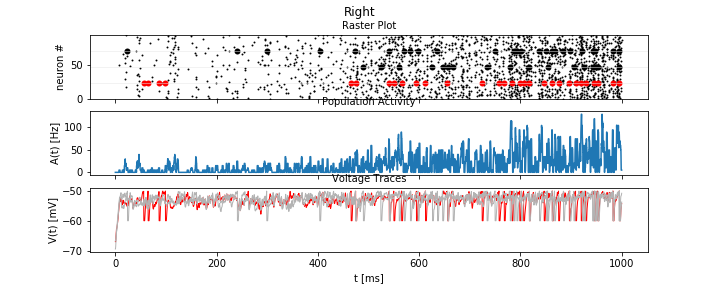 Right
Raster Plot
neuron #
50
0
Population Activity
A(t) [Hz]
100
50
0
Voltage Traces
V(t) [mV]
−50
−60
−70
0 200 400 600 800 1000
t [ms]